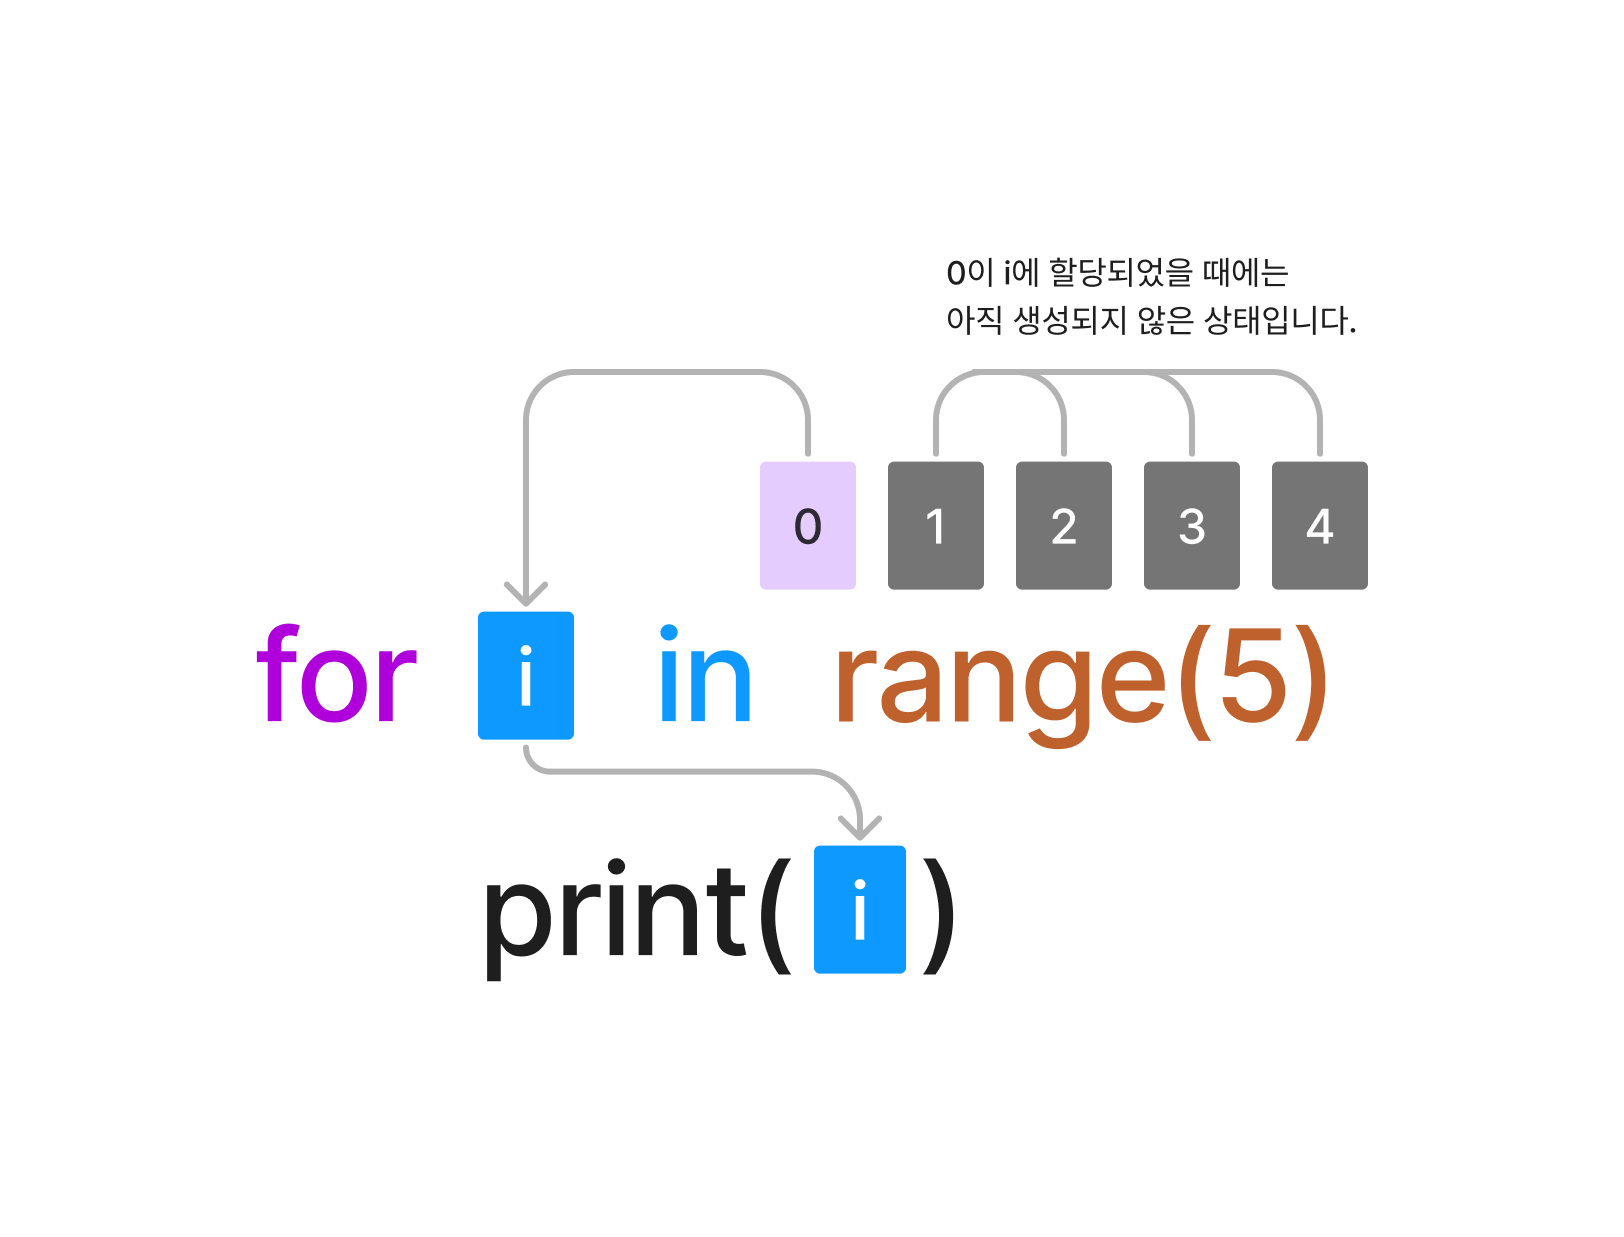 0이 i에 할당되었을 때에는
아직 생성되지 않은 상태입니다.
0 1 2 3 4
for i in range(5)
print( i )